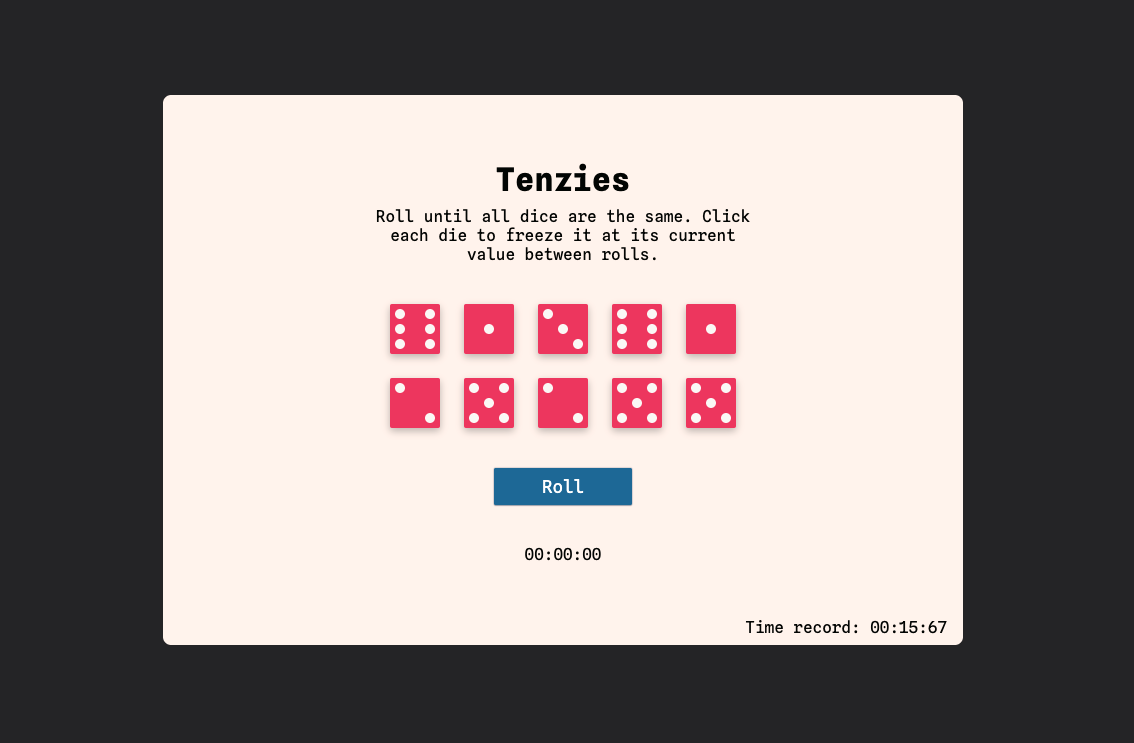 Tenzies
Roll until all dice are the same. Click
each die to freeze it at its current
value between rolls.
Roll
00:00:00
Time record: 00:15:67